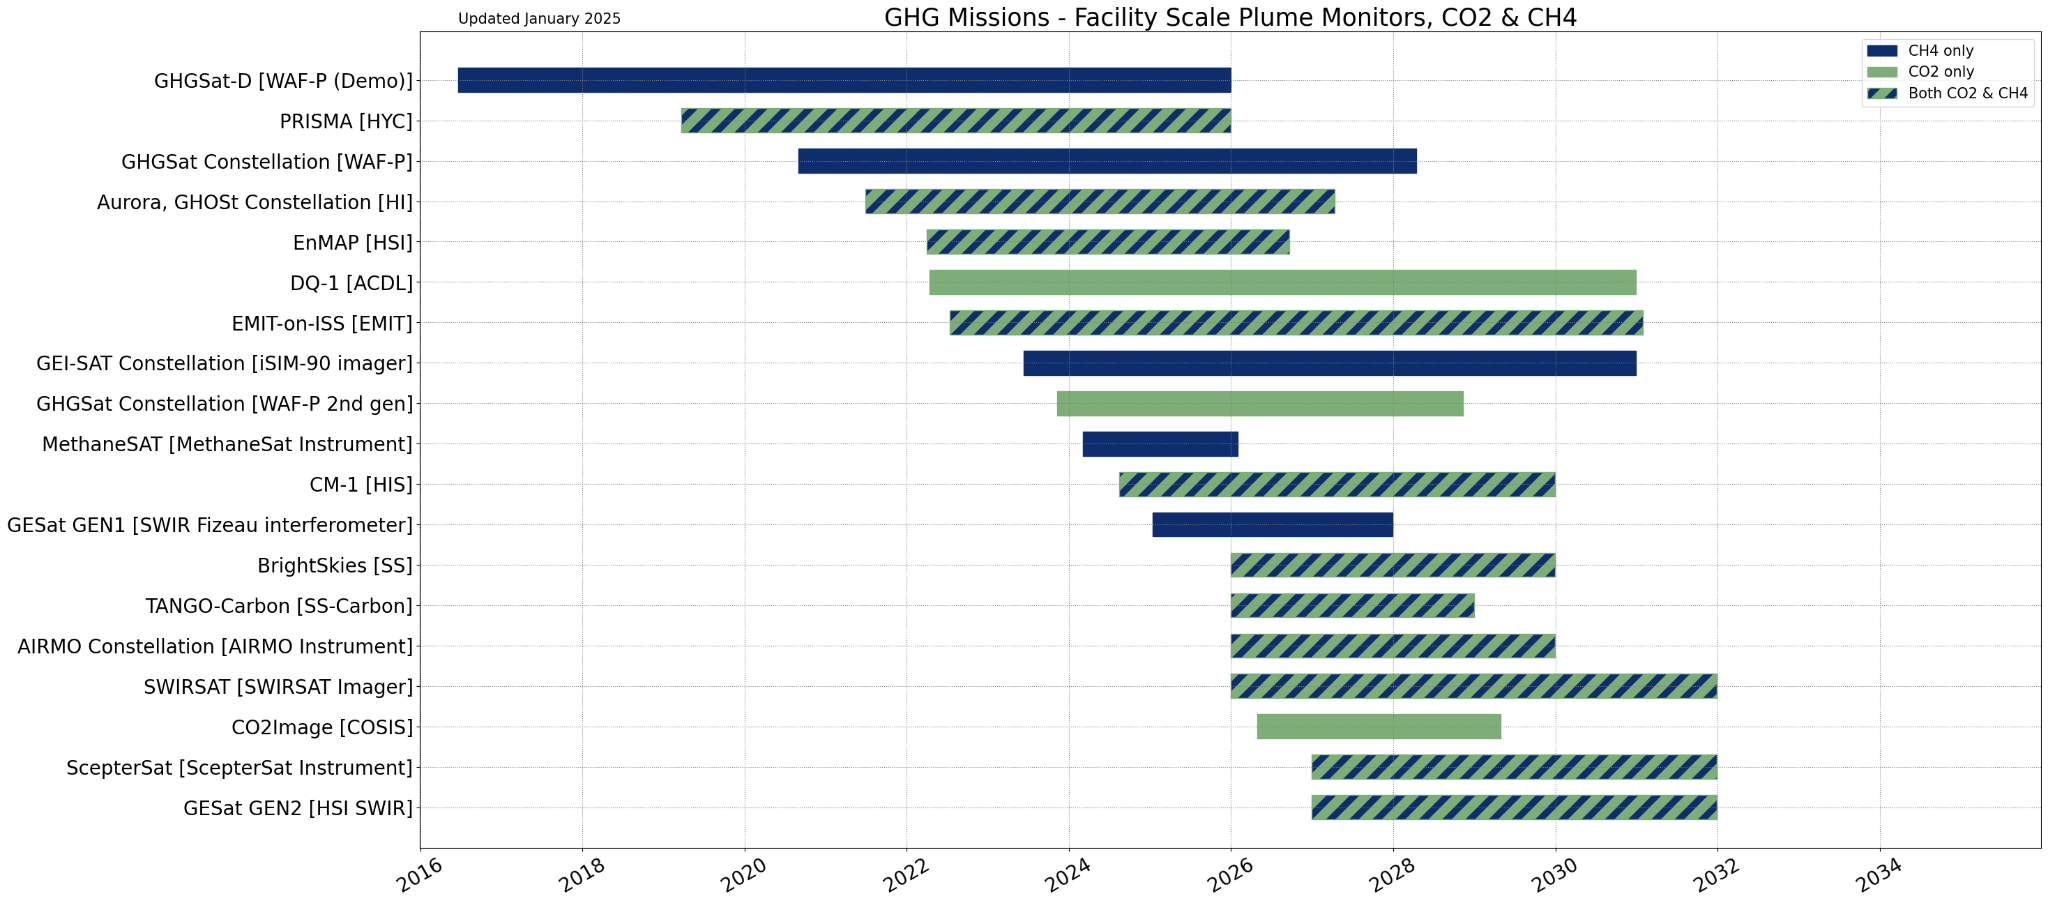 Updated January 2025
GHG Missions - Facility Scale Plume Monitors, CO2 & CH4
CH4 only
CO2 only
Both CO2 & CH4
GHGSat-D [WAF-P (Demo)]
PRISMA [HYC]
GHGSat Constellation [WAF-P]
Aurora, GHOSt Constellation [HI]
EnMAP [HSI]
DQ-1 [ACDL]
EMIT-on-ISS [EMIT]
GEI-SAT Constellation [iSIM-90 imager]
GHGSat Constellation [WAF-P 2nd gen]
MethaneSAT [MethaneSat Instrument]
CM-1 [HIS]
GESat GEN1 [SWIR Fizeau interferometer]
BrightSkies [SS]
TANGO-Carbon [SS-Carbon]
AIRMO Constellation [AIRMO Instrument]
SWIRSAT [SWIRSAT Imager]
CO2Image [COSIS]
ScepterSat [ScepterSat Instrument]
GESat GEN2 [HSI SWIR]
2016 2018 2020 2022 2024 2026 2028 2030 2032 2034